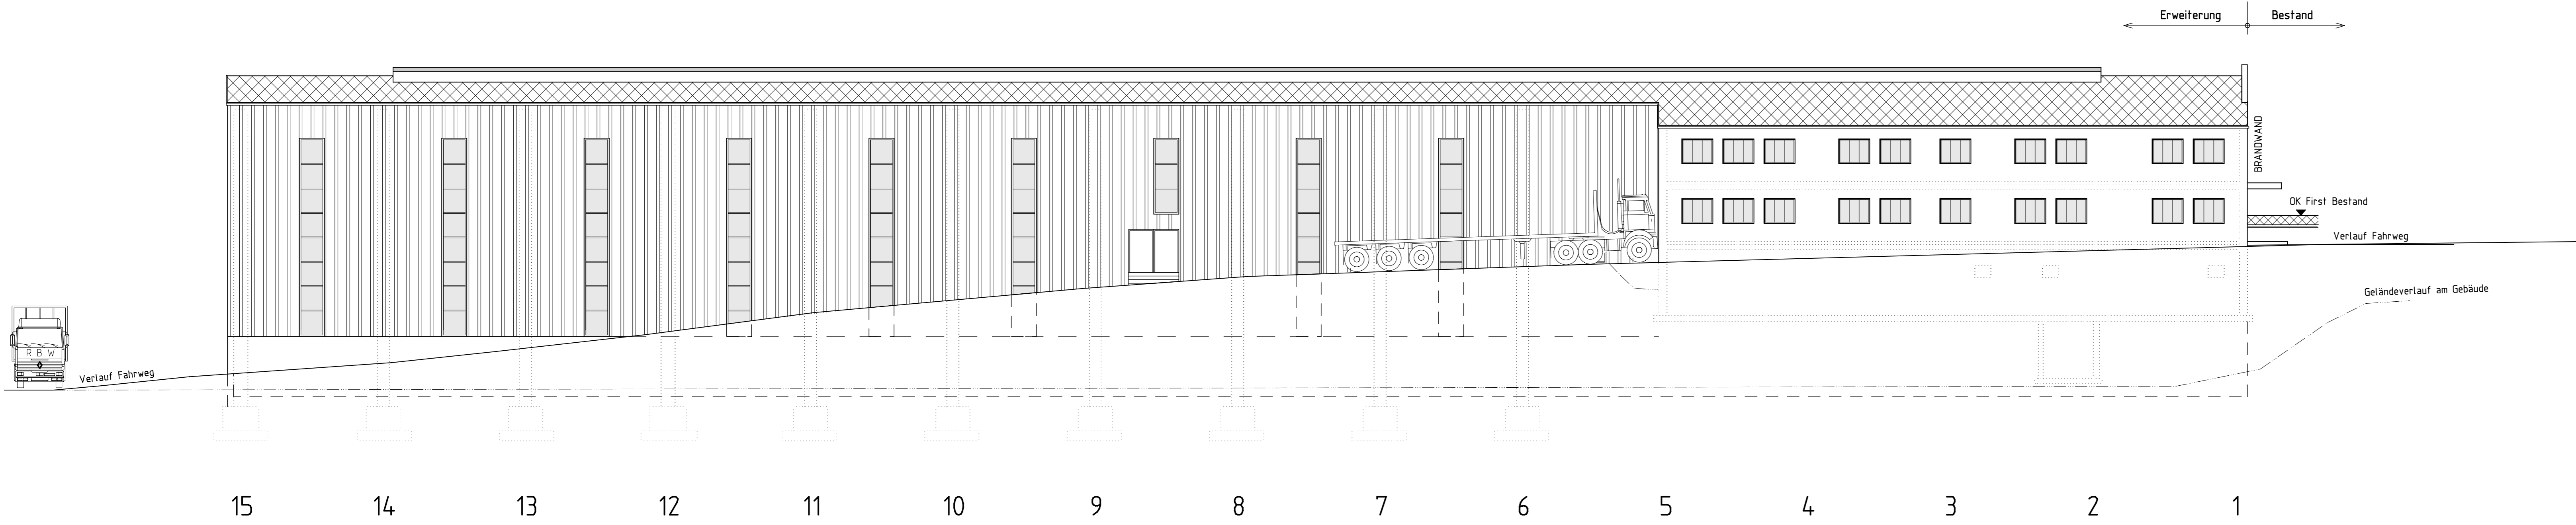 Erweiterung Bestand
BRANDWAND
OK First Bestand
Verlauf Fahrweg
Geländeverlauf am Gebäude
R B W
Verlauf Fahrweg
15 14 13 12 11 10 9 8 7 6 5 4 3 2 1